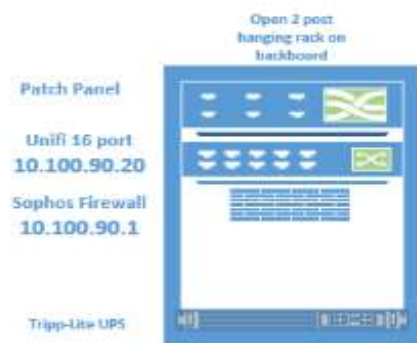 Open 2 post
hanging rack on
backboard
Patch Panel
Unifi 16 port
10.100.90.20
Sophos Firewall
10.100.90.1
Tripp-Lite UPS